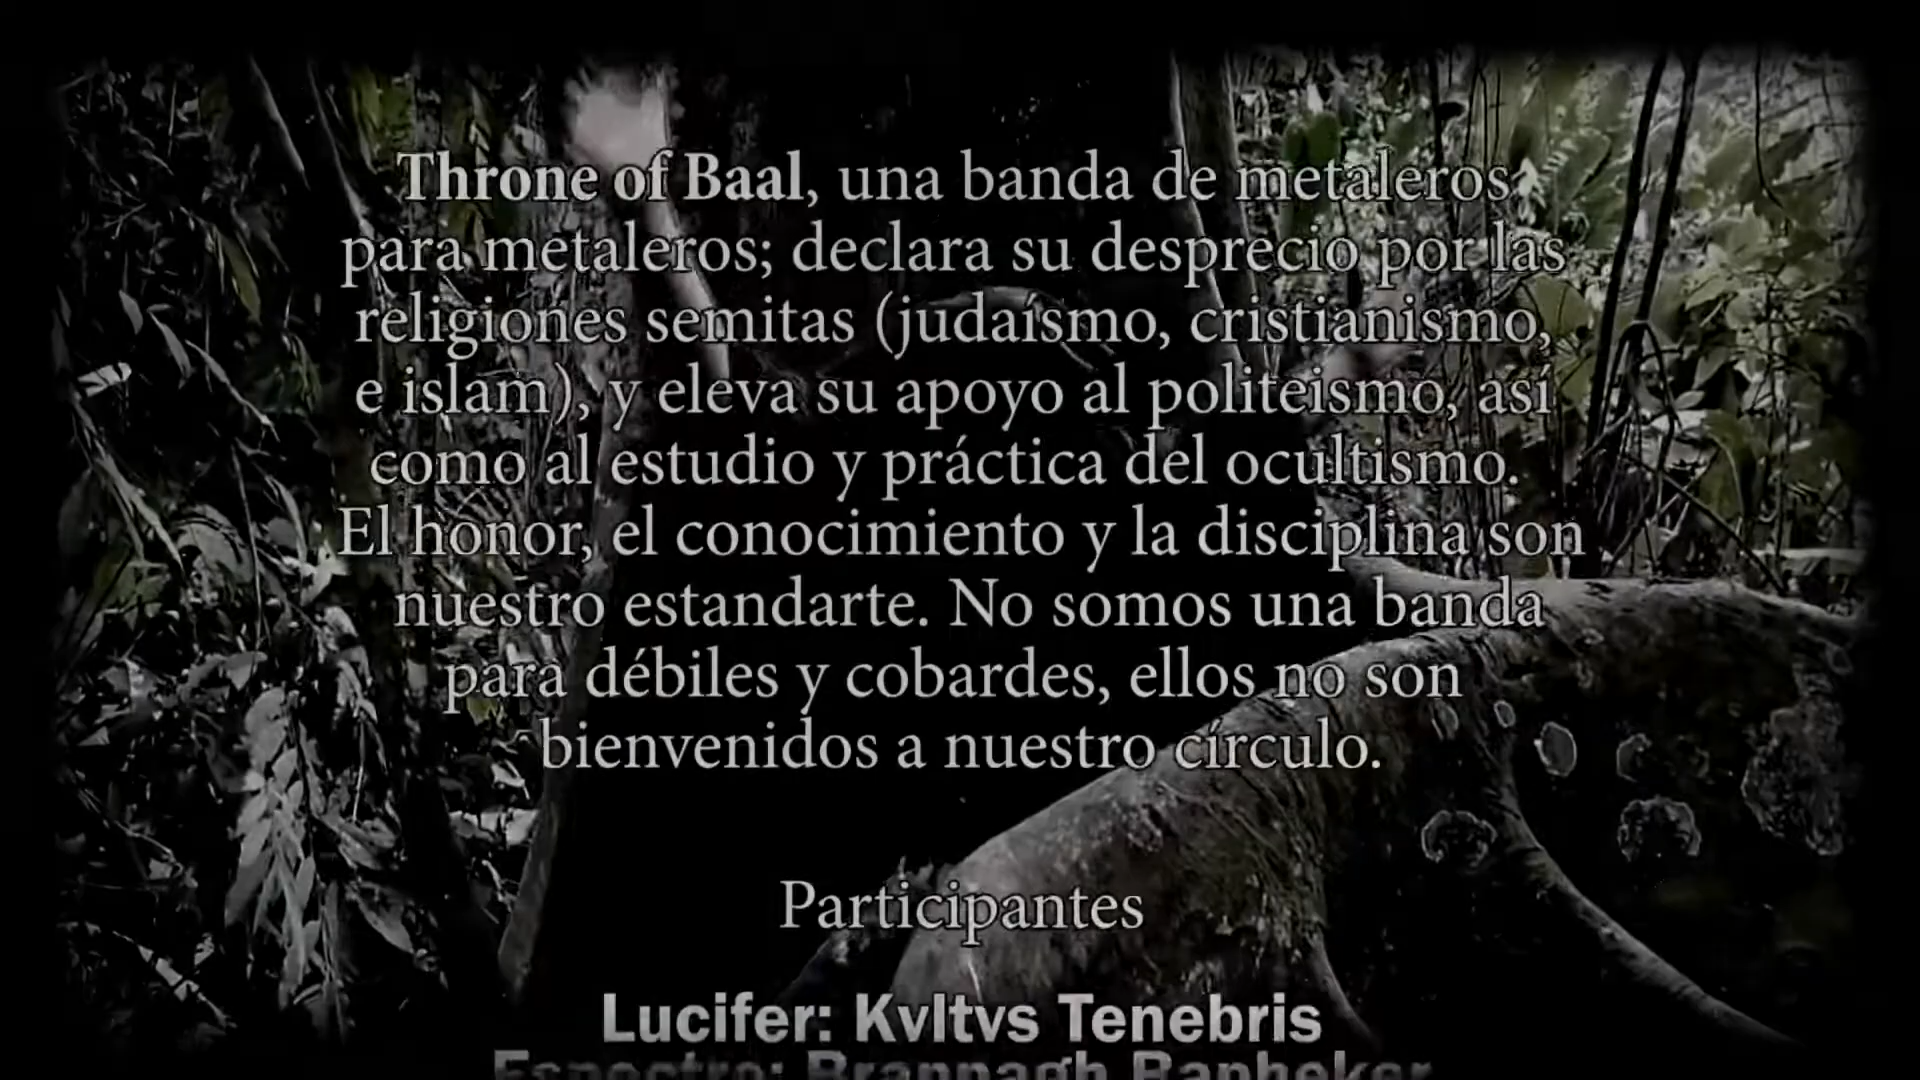 Throne of Baal, una banda de metaleros
para metaleros; declara su desprecio por las
religiones semitas (judaísmo, cristianismo,
e islam), y eleva su apoyo al politeismo, así
como al estudio y práctica del ocultismo.
El honor, el conocimiento y la disciplina son
nuestro estandarte. No somos una banda
para débiles y cobardes, ellos no son
bienvenidos a nuestro círculo.
Participantes
Lucifer: Kvltvs Tenebris
Espectro: Brannagh